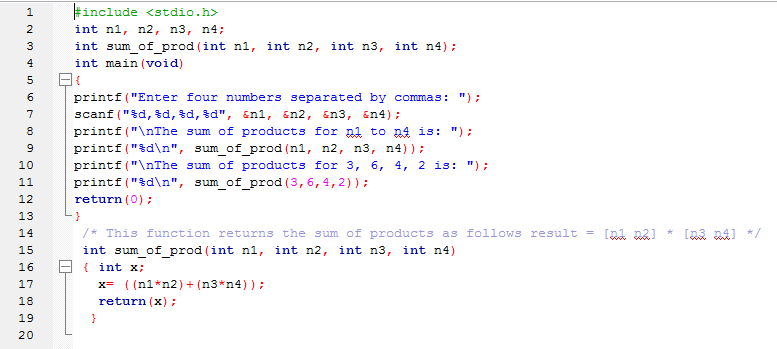 1 #include <stdio.h>
2 int n1, n2, n3, n4;
3 int sum_of_prod(int n1, int n2, int n3, int n4);
4 int main(void)
5 {
6 printf("Enter four numbers separated by commas: ");
7 scanf("%d,%d,%d,%d", &n1, &n2, &n3, &n4);
8 printf("\nThe sum of products for n1 to n4 is: ");
9 printf("%d\n", sum_of_prod(n1, n2, n3, n4));
10 printf("\nThe sum of products for 3, 6, 4, 2 is: ");
11 printf("%d\n", sum_of_prod(3,6,4,2));
12 return(0);
13 }
14 /* This function returns the sum of products as follows result = [n1 n2] * [n3 n4] */
15 int sum_of_prod(int n1, int n2, int n3, int n4)
16 { int x;
17 x= ((n1*n2)+(n3*n4));
18 return(x);
19 }
20